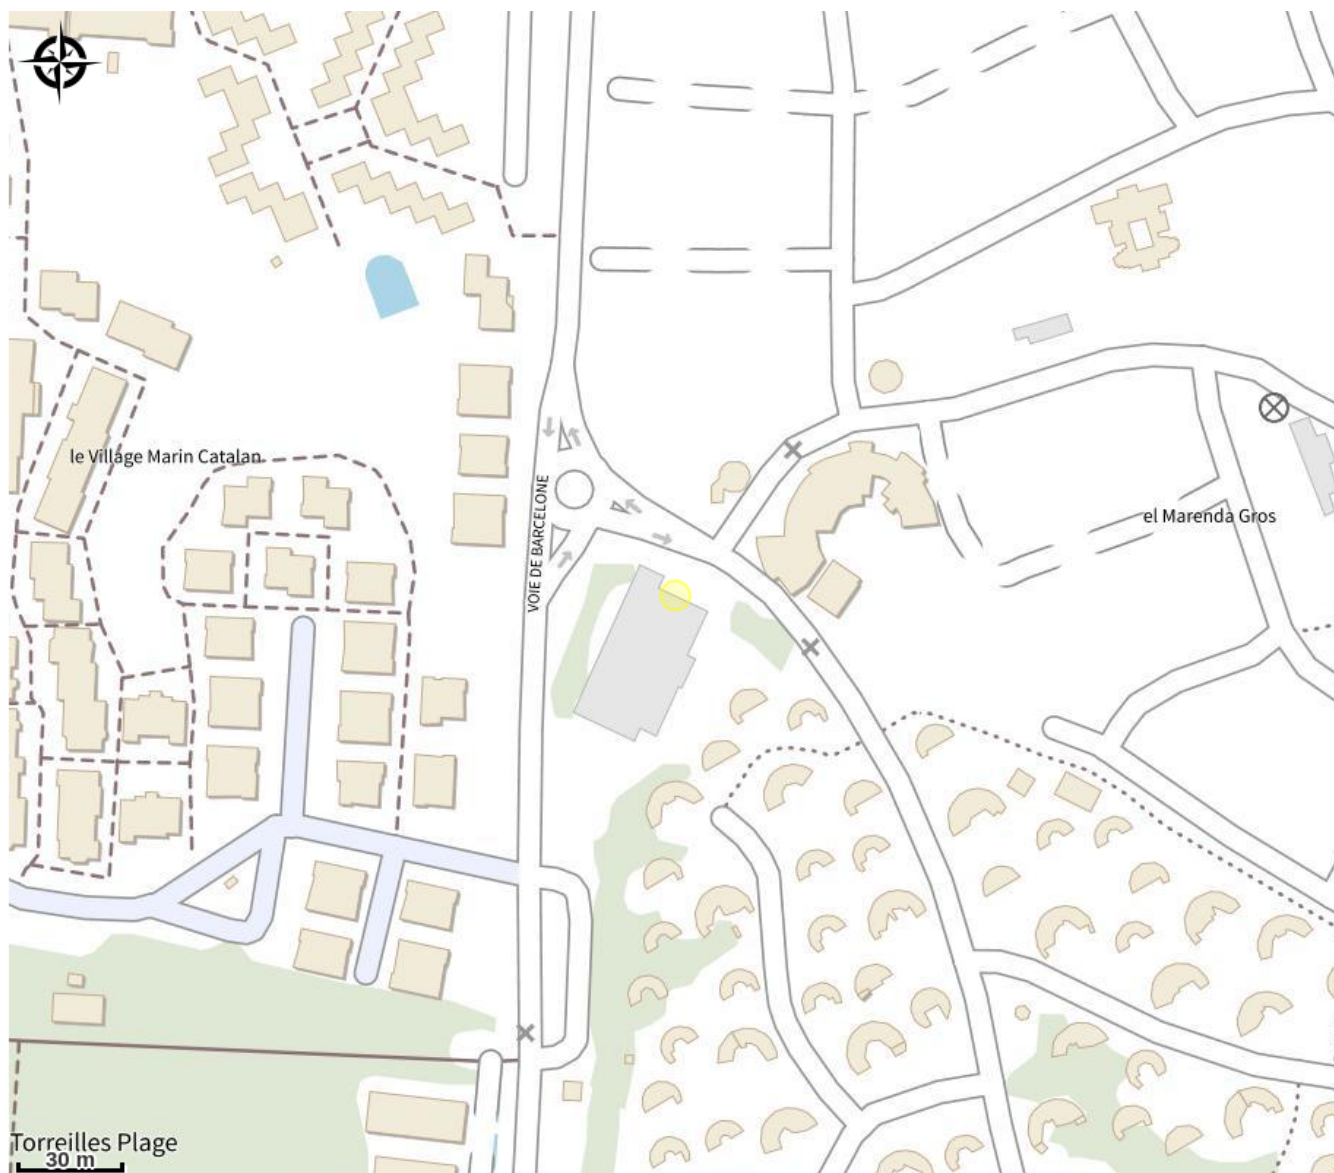 le Village Marin Catalan
VOIE DE BARCELONE
el Marenda Gros
Torreilles Plage
30 m